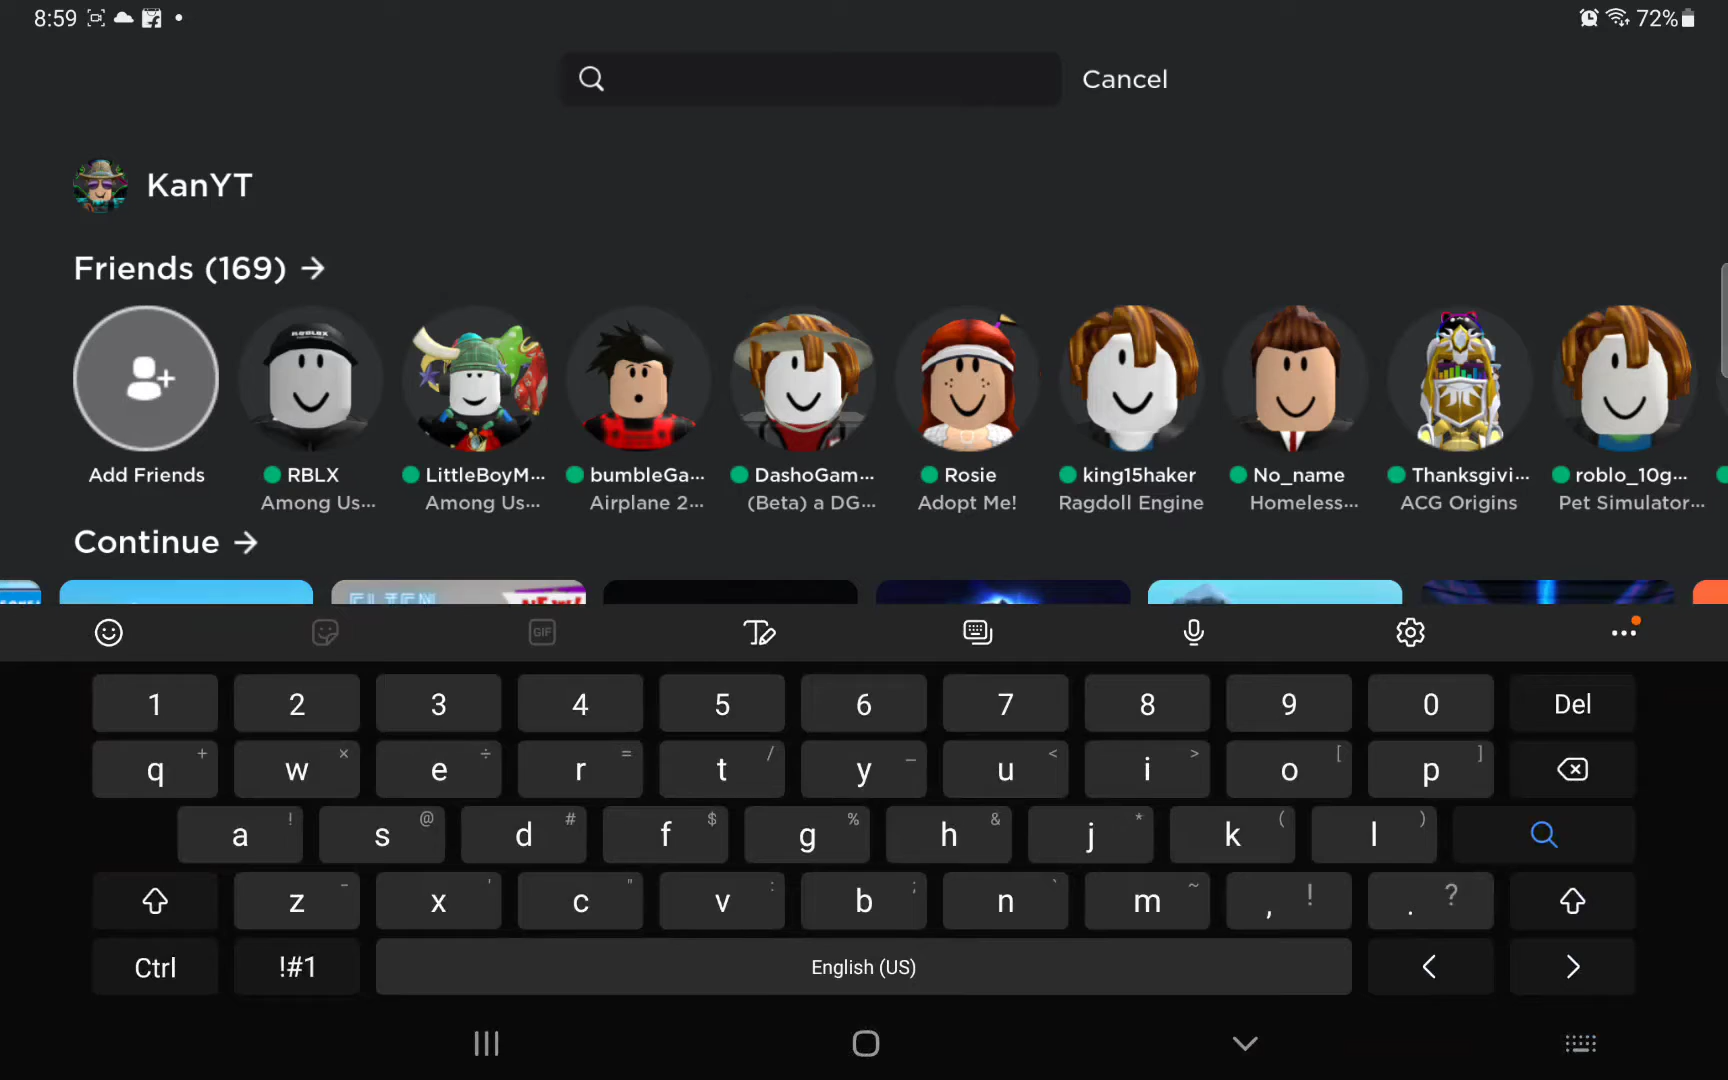 8:59
72%
Cancel
KanYT
Friends (169)
Add Friends
RBLX
LittleBoyM...
bumbleGa...
DashoGam...
Rosie
king15haker
No_name
Thanksgivi...
roblo_10g...
Among Us...
Among Us...
Airplane 2...
(Beta) a DG...
Adopt Me!
Ragdoll Engine
Homeless...
ACG Origins
Pet Simulator...
Continue
NEW!
GIF
1 2 3 4 5 6 7 8 9 0 Del
q + w × e ÷ r = t / y _ u < i > o [ p ]
a ! s @ d # f $ g % h & j * k ( l )
z - x ' c " v : b ; n ` m ~ , ! . ?
Ctrl !#1 English (US) < >